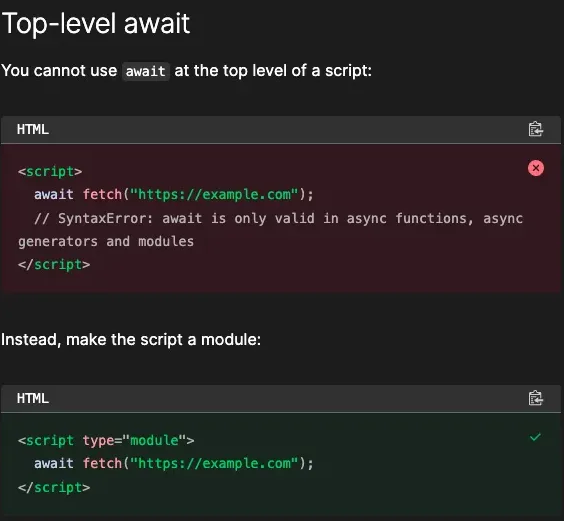 Top-level await
You cannot use await at the top level of a script:
HTML
<script>
  await fetch("https://example.com");
  // SyntaxError: await is only valid in async functions, async
generators and modules
</script>
Instead, make the script a module:
HTML
<script type="module">
  await fetch("https://example.com");
</script>